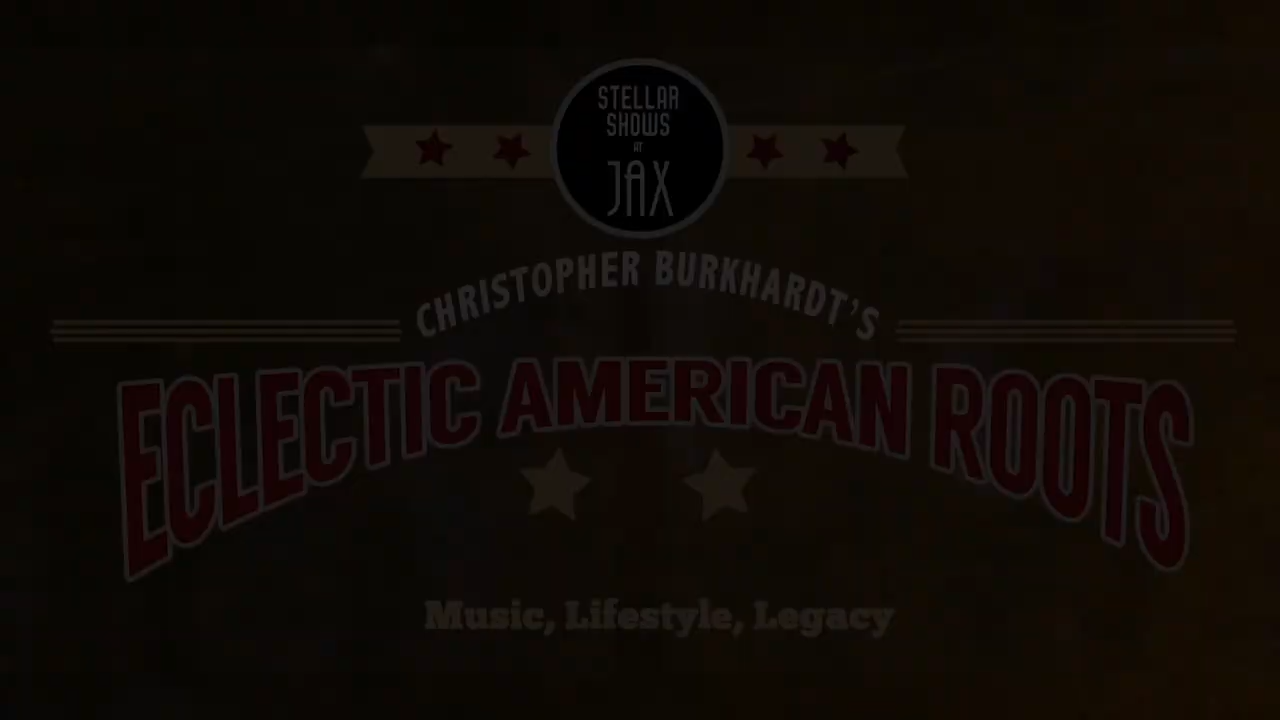 STELLAR
SHOWS
AT
JAX
CHRISTOPHER BURKHARDT'S
ECLECTIC AMERICAN ROOTS
Music, Lifestyle, Legacy